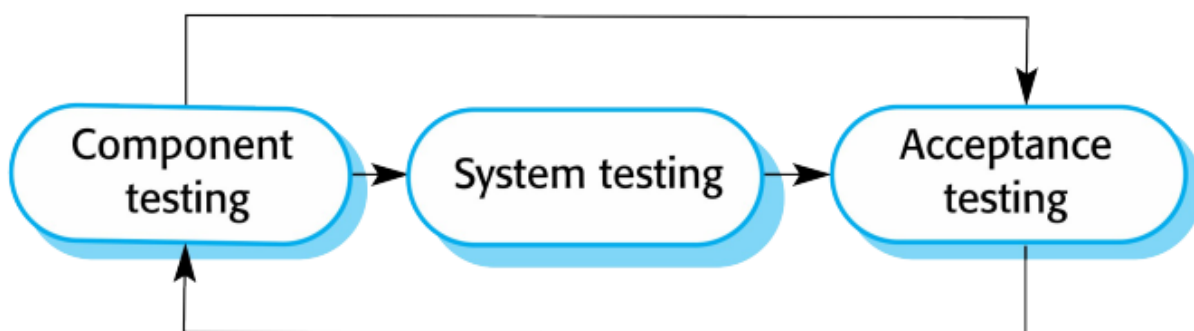 Component
testing
System testing
Acceptance
testing